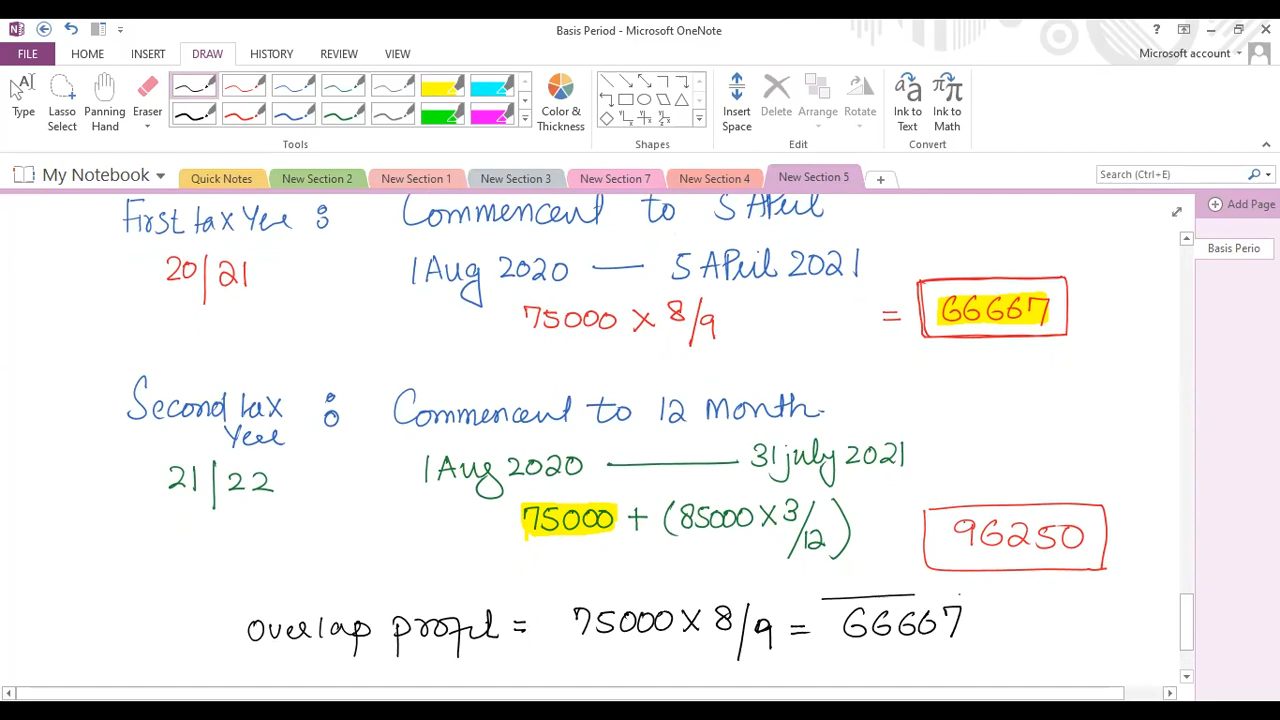 Basis Period - Microsoft OneNote
?
FILE HOME INSERT DRAW HISTORY REVIEW VIEW
Microsoft account
Type
Lasso Select
Panning Hand
Eraser
Color & Thickness
Insert Space
Delete
Arrange
Rotate
Ink to Text
Ink to Math
Tools
Shapes
Edit
Convert
My Notebook
Quick Notes New Section 2 New Section 1 New Section 3 New Section 7 New Section 4 New Section 5
Search (Ctrl+E)
Add Page
Basis Perio
First tax Yee : Commencent to 5 April
20/21 1 Aug 2020 — 5 APril 2021
75000 X 8/9 = 66667
Second tax Yeer : Commencent to 12 Month
21/22 1 Aug 2020 — 31 july 2021
75000 + (85000 X 3/12) 96250
overlap profit = 75000 X 8/9 = 66667